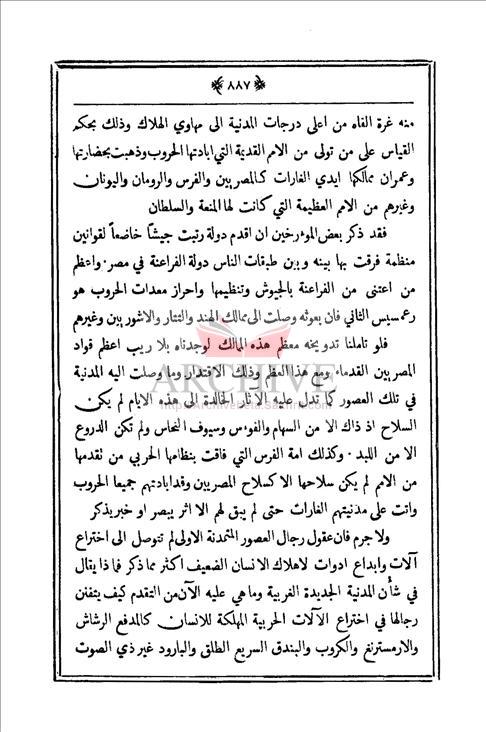 ٨٨٧
منه غرة القاه من اعلى درجات المدنية الى مهاوي الهلاك وذلك بحكم
القياس على من تولى من الامم القديمة التي ابادتها الحروب وذهبت بحضارتها
وعمران ممالكها ايدي الغارات كالمصريين والفرس والرومان واليونان
وغيرهم من الامم العظيمة التي كانت لها المنعة والسلطان
فقد ذكر بعض المؤرخين ان اقدم دولة رتبت جيشاً خاضعاً لقوانين
منظمة فرقت بها بينه وبين طبقات الناس دولة الفراعنة في مصر ٠ واعظم
من اعتنى من الفراعنة بالجيوش وتنظيمها واحراز معدات الحروب هو
رعمسيس الثاني فان بعوثه وصلت الى ممالك الهند والتتار والاشوريين وغيرهم
فلو تاملنا تدويخه معظم هذه الممالك لوجدناه بلا ريب اعظم قواد
المصريين القدماء ومع هذا العظم وذلك الاقتدار وما وصلت اليه المدنية
في تلك العصور كما تدل عليه الآثار الخالدة الى هذه الايام لم يكن
السلاح اذ ذاك الا من السهام والفوءس وسيوف النحاس ولم تكن الدروع
الا من اللبد ٠ وكذلك امة الفرس التي فاقت بنظامها الحربي من تقدمها
من الامم لم يكن سلاحها الا كسلاح المصريين وقد ابادتهم جميعا الحروب
واتت على مدنيتهم الغارات حتى لم يبق لهم الا اثر يبصر او خبر يذكر
ولا جرم فان عقول رجال العصور المتمدنة الاولى لم تتوصل الى اختراع
آلات وابداع ادوات لاهلاك الانسان الضعيف اكثر مما ذكر فما ذا يقال
في شأن المدنية الجديدة الغربية وما هي عليه الآن من التقدم كيف يتفنن
رجالها في اختراع الآلات الحربية المهلكة للانسان كالمدفع الرشاش
والارمسترنغ والكروب والبندق السريع الطلق والبارود غير ذي الصوت
ARCHIVE